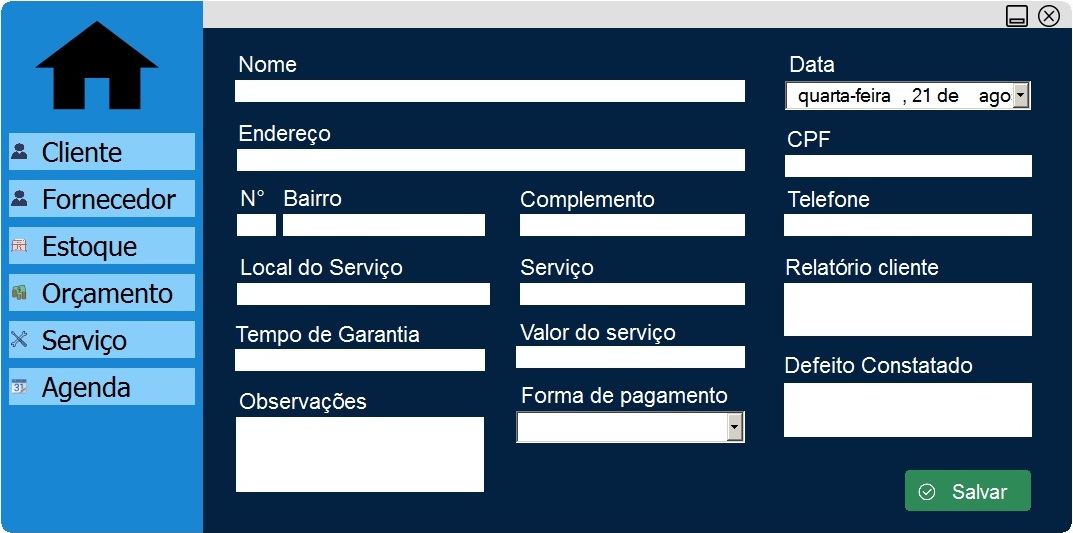 Cliente
Fornecedor
Estoque
Orçamento
Serviço
Agenda
Nome
Data
quarta-feira , 21 de ago
Endereço
CPF
N° Bairro
Complemento
Telefone
Local do Serviço
Serviço
Relatório cliente
Tempo de Garantia
Valor do serviço
Defeito Constatado
Observações
Forma de pagamento
Salvar